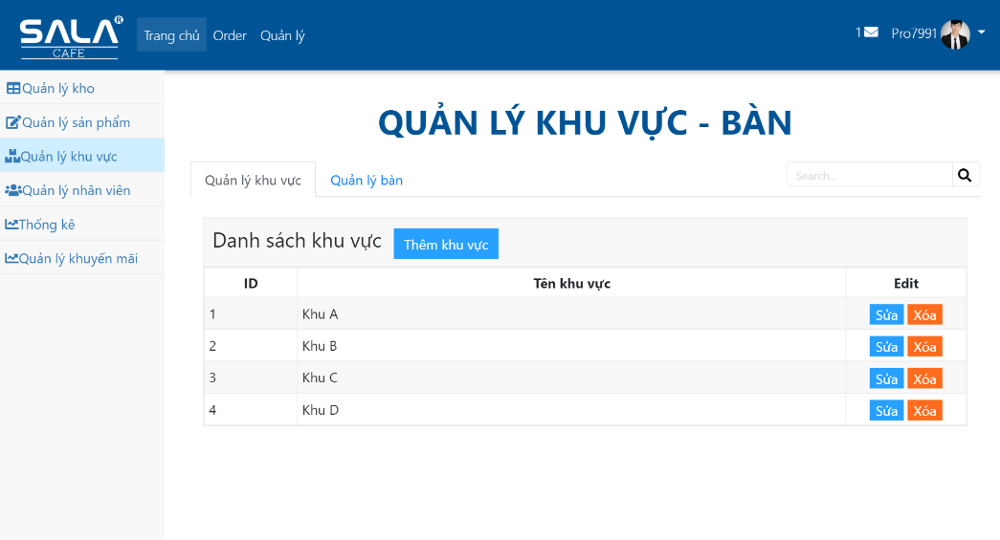 SALA®
CAFE
Trang chủ Order Quản lý
1 Pro7991
Quản lý kho
Quản lý sản phẩm
Quản lý khu vực
Quản lý nhân viên
Thống kê
Quản lý khuyến mãi
QUẢN LÝ KHU VỰC - BÀN
Quản lý khu vực Quản lý bàn Search...
Danh sách khu vực Thêm khu vực
ID Tên khu vực Edit
1 Khu A Sửa Xóa
2 Khu B Sửa Xóa
3 Khu C Sửa Xóa
4 Khu D Sửa Xóa